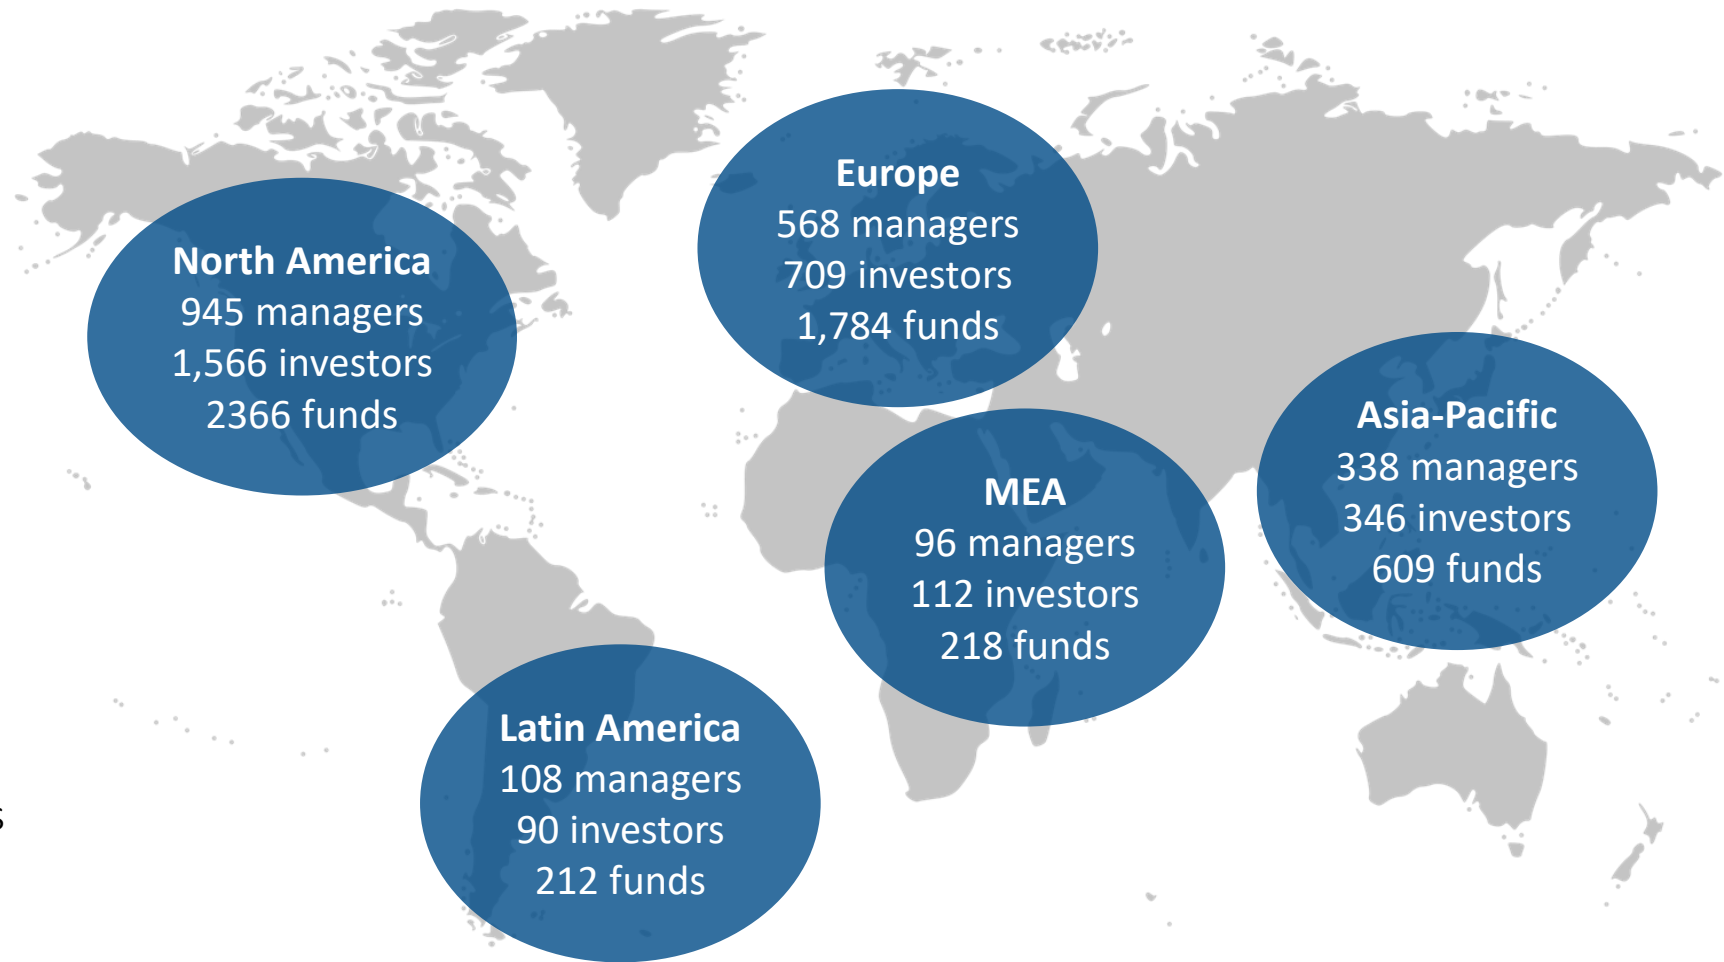 North America
945 managers
1,566 investors
2366 funds
Europe
568 managers
709 investors
1,784 funds
Asia-Pacific
338 managers
346 investors
609 funds
MEA
96 managers
112 investors
218 funds
Latin America
108 managers
90 investors
212 funds
s